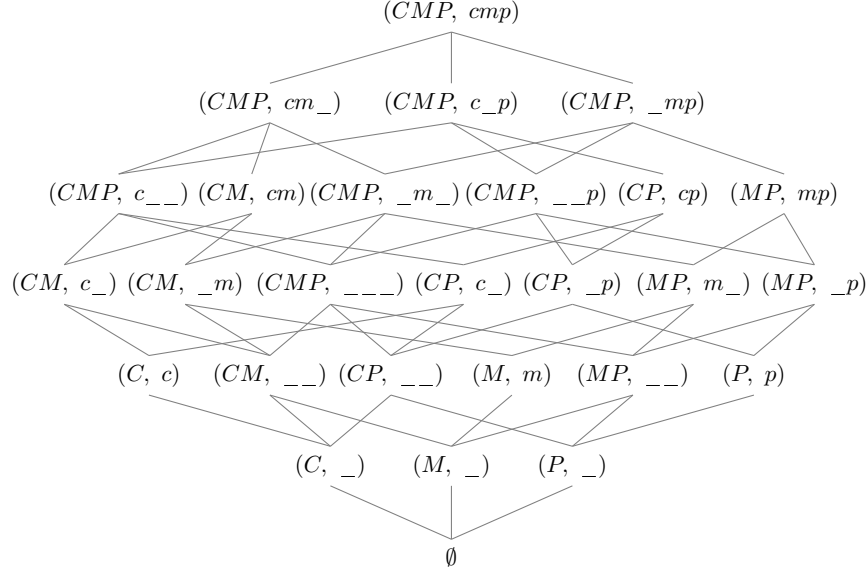 (CMP, cmp)
(CMP, cm_) (CMP, c_p) (CMP, _mp)
(CMP, c__) (CM, cm) (CMP, _m_) (CMP, __p) (CP, cp) (MP, mp)
(CM, c_) (CM, _m) (CMP, ___) (CP, c_) (CP, _p) (MP, m_) (MP, _p)
(C, c) (CM, __) (CP, __) (M, m) (MP, __) (P, p)
(C, _) (M, _) (P, _)
∅